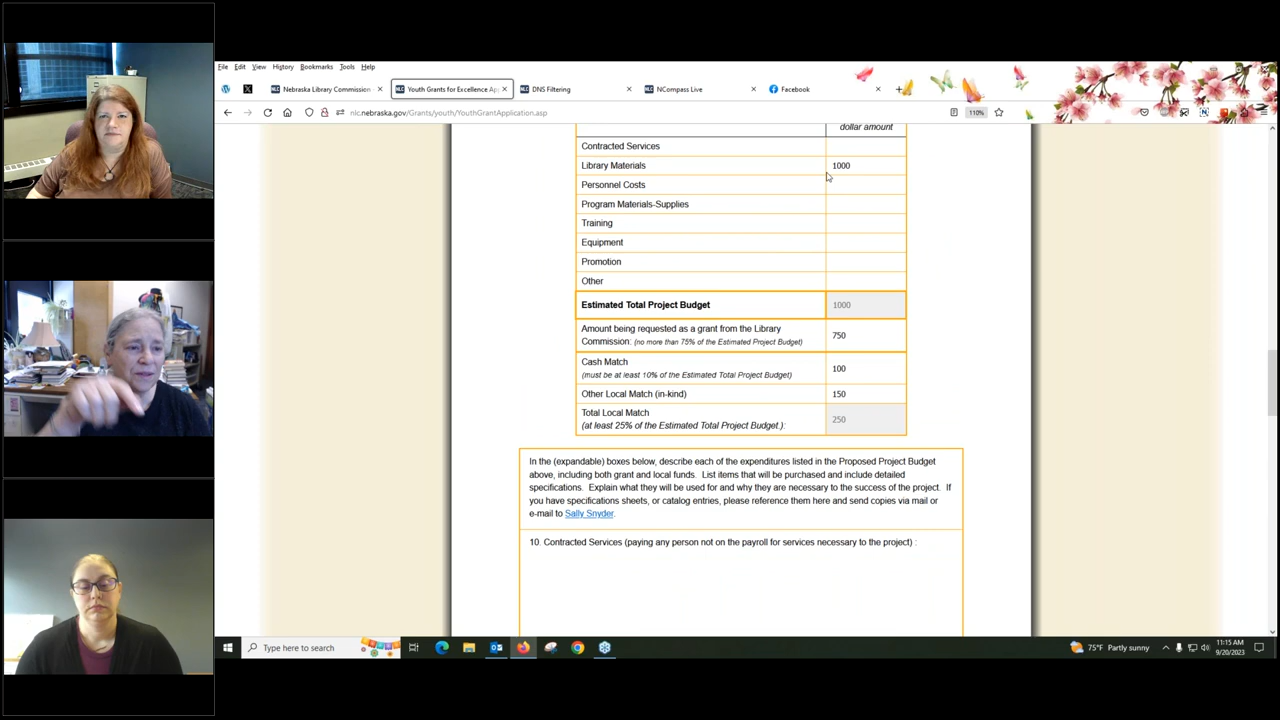 File Edit View History Bookmarks Tools Help
Nebraska Library Commission - Youth Grants for Excellence App DNS Filtering NCompass Live Facebook
nlc.nebraska.gov/Grants/youth/YouthGrantApplication.asp 110%
dollar amount
Contracted Services
Library Materials 1000
Personnel Costs
Program Materials-Supplies
Training
Equipment
Promotion
Other
Estimated Total Project Budget 1000
Amount being requested as a grant from the Library
Commission: (no more than 75% of the Estimated Project Budget) 750
Cash Match
(must be at least 10% of the Estimated Total Project Budget) 100
Other Local Match (in-kind) 150
Total Local Match
(at least 25% of the Estimated Total Project Budget.): 250
In the (expandable) boxes below, describe each of the expenditures listed in the Proposed Project Budget
above, including both grant and local funds. List items that will be purchased and include detailed
specifications. Explain what they will be used for and why they are necessary to the success of the project. If
you have specifications sheets, or catalog entries, please reference them here and send copies via mail or
e-mail to Sally Snyder.
10. Contracted Services (paying any person not on the payroll for services necessary to the project) :
Type here to search
75°F Partly sunny
11:15 AM
9/20/2023